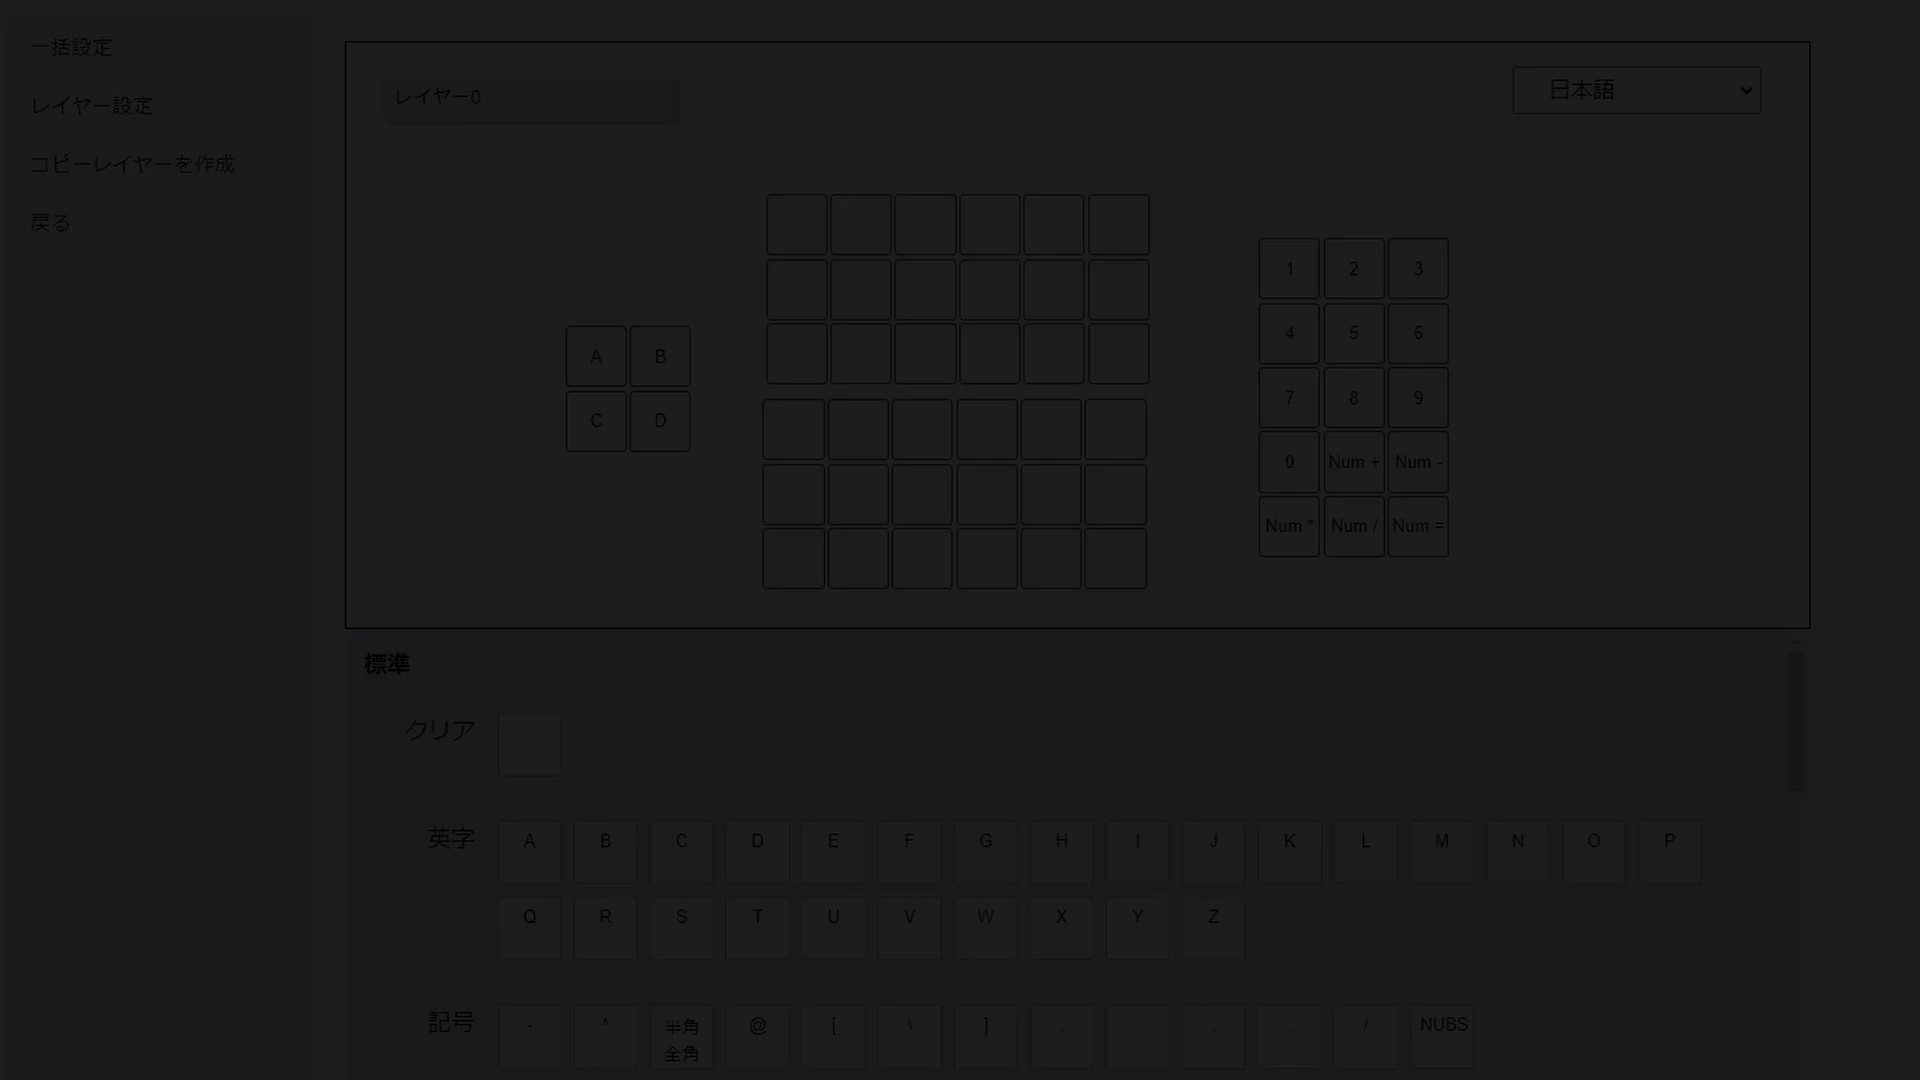 一括設定
レイヤー設定
コピーレイヤーを作成
戻る
レイヤー0
日本語
A B
C D
1 2 3
4 5 6
7 8 9
0 Num + Num -
Num * Num / Num =
標準
クリア
英字 A B C D E F G H I J K L M N O P
Q R S T U V W X Y Z
記号 - ^ 半角 @ [ \ ] ; : , . / NUBS
全角